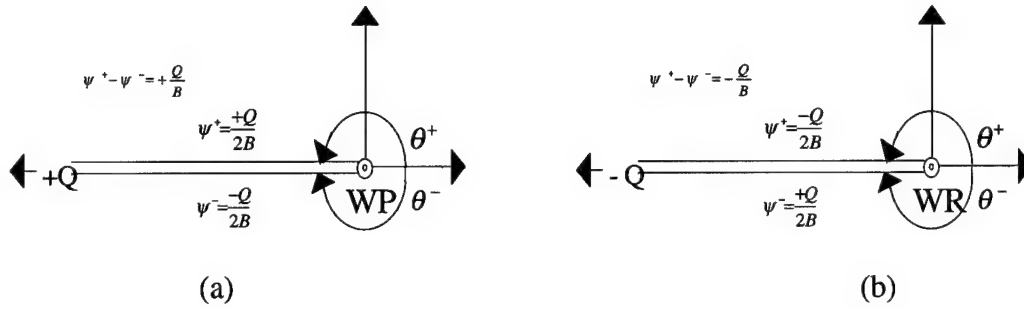 ψ⁺-ψ⁻=+Q/B
ψ⁺=+Q/2B
θ⁺
+Q
ψ⁻=-Q/2B
WP
θ⁻
(a)
ψ⁺-ψ⁻=-Q/B
ψ⁺=-Q/2B
θ⁺
-Q
ψ⁻=+Q/2B
WR
θ⁻
(b)